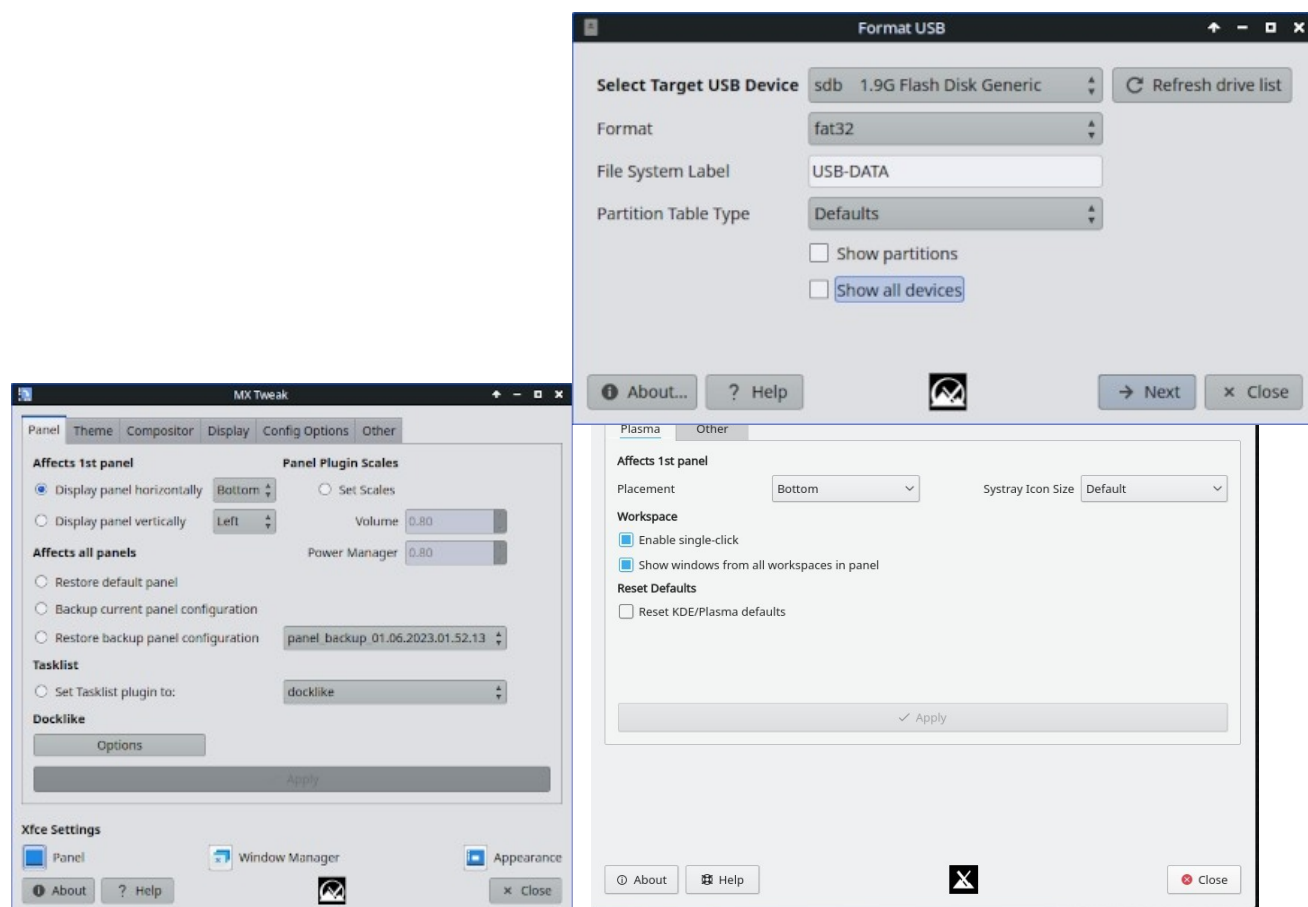 Format USB
Select Target USB Device sdb 1.9G Flash Disk Generic Refresh drive list
Format fat32
File System Label USB-DATA
Partition Table Type Defaults
Show partitions
Show all devices
About... ? Help Next Close
MX Tweak
Panel Theme Compositor Display Config Options Other
Affects 1st panel Panel Plugin Scales
Display panel horizontally Bottom Set Scales
Display panel vertically Left Volume 0.80
Affects all panels Power Manager 0.80
Restore default panel
Backup current panel configuration
Restore backup panel configuration panel_backup_01.06.2023.01.52.13
Tasklist
Set Tasklist plugin to: docklike
Docklike
Options
Apply
Xfce Settings
Panel Window Manager Appearance
About ? Help Close
Plasma Other
Affects 1st panel
Placement Bottom Systray Icon Size Default
Workspace
Enable single-click
Show windows from all workspaces in panel
Reset Defaults
Reset KDE/Plasma defaults
Apply
About Help Close